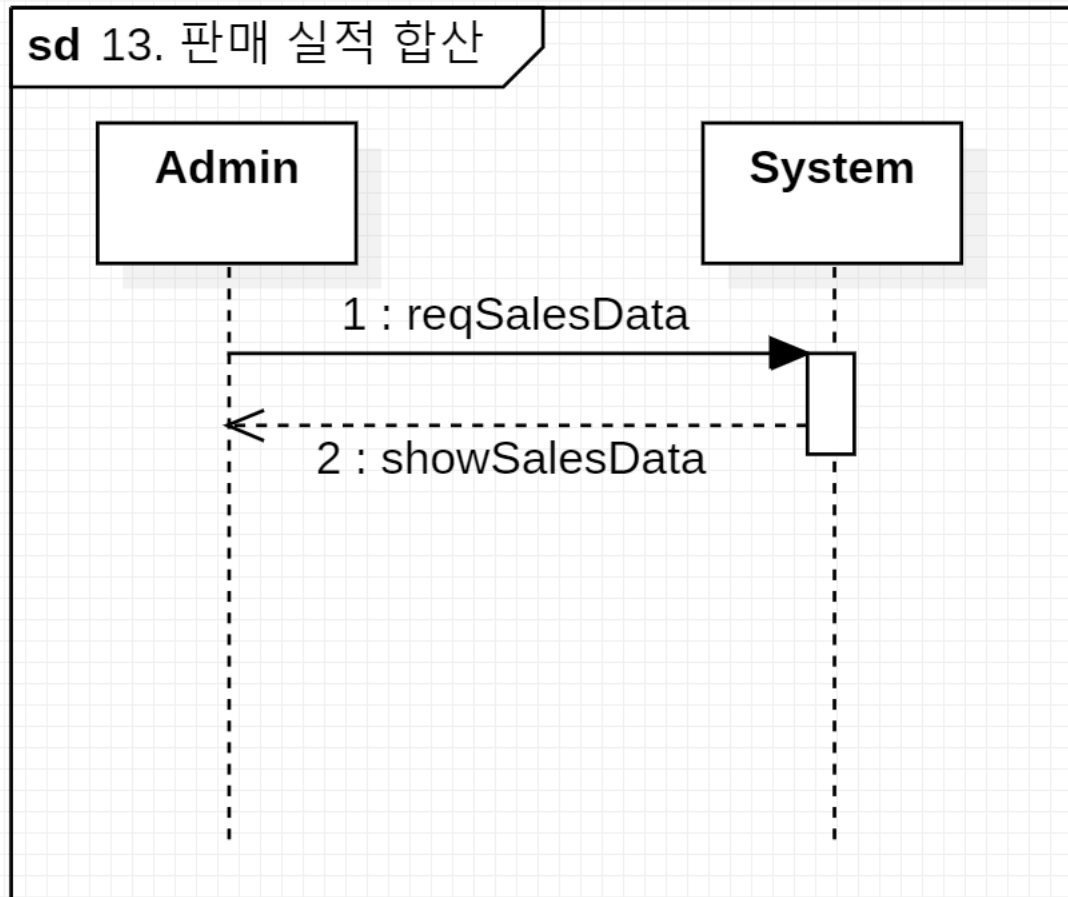 sd 13. 판매 실적 합산
Admin
System
1 : reqSalesData
2 : showSalesData